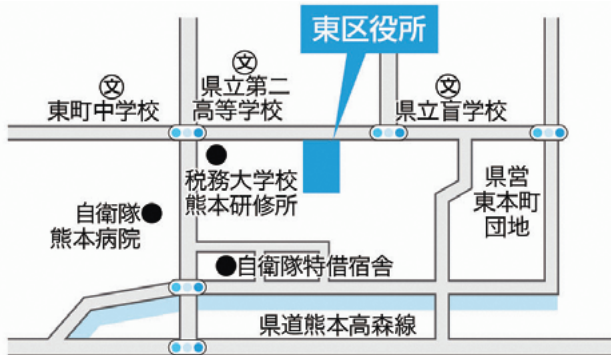 東区役所
文
東町中学校
文
県立第二
高等学校
文
県立盲学校
税務大学校
熊本研修所
県営
東本町
団地
自衛隊
熊本病院
自衛隊特借宿舎
県道熊本高森線